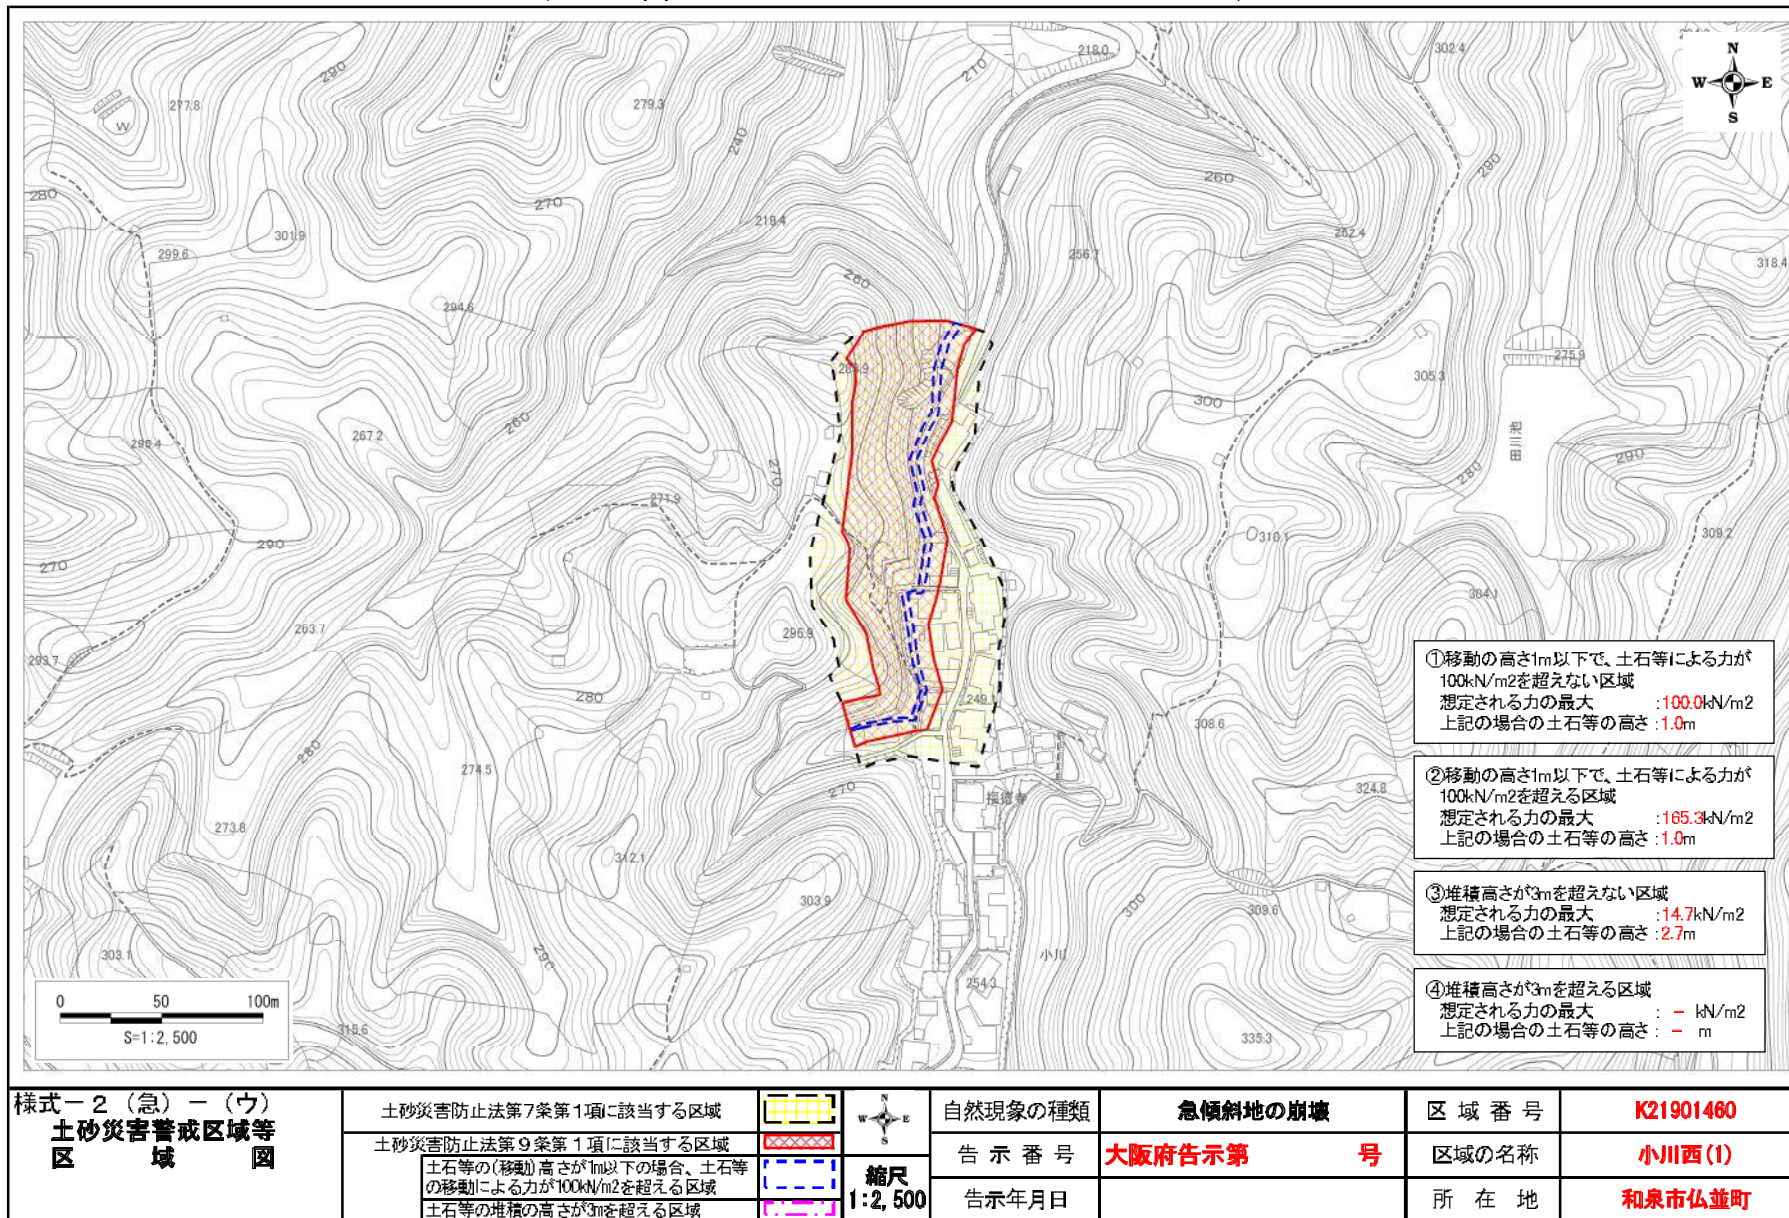 218.0
302.4
N
W E
S
290
277.8
279.3
210
W
240
290
260
280
270
219.4
301.9
262.4
299.6
256.7
318.4
260
294.6
275.9
283.9
305.3
300
260
267.2
295.4
田川池
290
270
280
271.9
310.1
309.2
290
270
304.1
263.7
296.9
293.7
280
249.1
308.6
280
274.5
270
324.8
福徳寺
273.8
312.1
303.9
300
309.6
303.1
290
小川
254.3
315.6
335.3
①移動の高さ1m以下で、土石等による力が
100kN/m2を超えない区域
想定される力の最大 :100.0kN/m2
上記の場合の土石等の高さ:1.0m
②移動の高さ1m以下で、土石等による力が
100kN/m2を超える区域
想定される力の最大 :165.3kN/m2
上記の場合の土石等の高さ:1.0m
③堆積高さが3mを超えない区域
想定される力の最大 :14.7kN/m2
上記の場合の土石等の高さ:2.7m
④堆積高さが3mを超える区域
想定される力の最大 : − kN/m2
上記の場合の土石等の高さ: − m
0 50 100m
S=1:2,500
様式−2(急)−(ウ)
土砂災害警戒区域等
区域図
土砂災害防止法第7条第1項に該当する区域
土砂災害防止法第9条第1項に該当する区域
土石等の(移動)高さが1m以下の場合、土石等
の移動による力が100kN/m2を超える区域
土石等の堆積の高さが3mを超える区域
N
W E
S
縮尺
1:2,500
自然現象の種類 急傾斜地の崩壊
告示番号 大阪府告示第 号
告示年月日
区域番号 K21901460
区域の名称 小川西(1)
所在地 和泉市仏並町